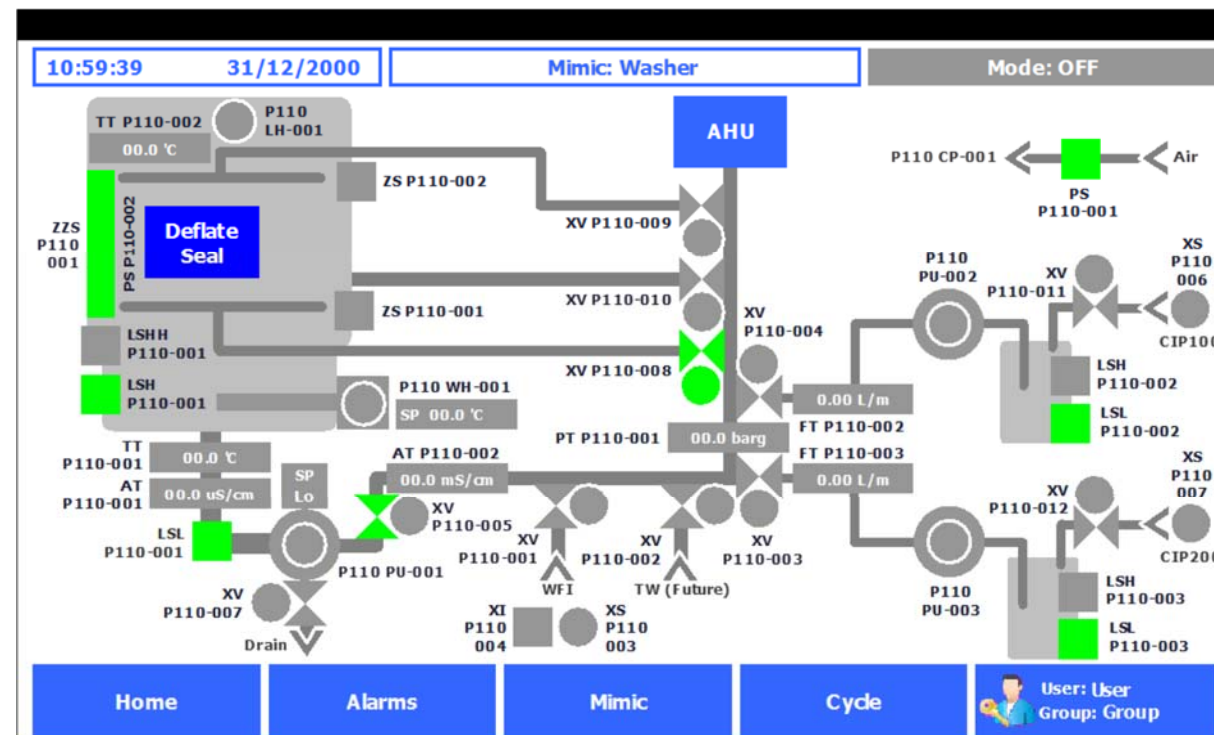 10:59:39 31/12/2000
Mimic: Washer
Mode: OFF
TT P110-002
00.0 'C
P110
LH-001
ZS P110-002
ZZS
P110
001
PS P110-002
Deflate
Seal
ZS P110-001
LSHH
P110-001
LSH
P110-001
P110 WH-001
SP 00.0 'C
TT
P110-001
00.0 'C
AT
P110-001
00.0 uS/cm
LSL
P110-001
SP
Lo
P110 PU-001
XV
P110-007
Drain
AT P110-002
00.0 mS/cm
XV
P110-005
AHU
XV P110-009
XV P110-010
XV P110-008
XV
P110-004
PT P110-001
00.0 barg
0.00 L/m
FT P110-002
FT P110-003
0.00 L/m
XV
P110-001
WFI
XV
P110-002
TW (Future)
XV
P110-003
XI
P110
004
XS
P110
003
P110 CP-001
Air
PS
P110-001
P110
PU-002
XV
P110-011
XS
P110
006
CIP100
LSH
P110-002
LSL
P110-002
P110
PU-003
XV
P110-012
XS
P110
007
CIP200
LSH
P110-003
LSL
P110-003
Home
Alarms
Mimic
Cycle
User: User
Group: Group